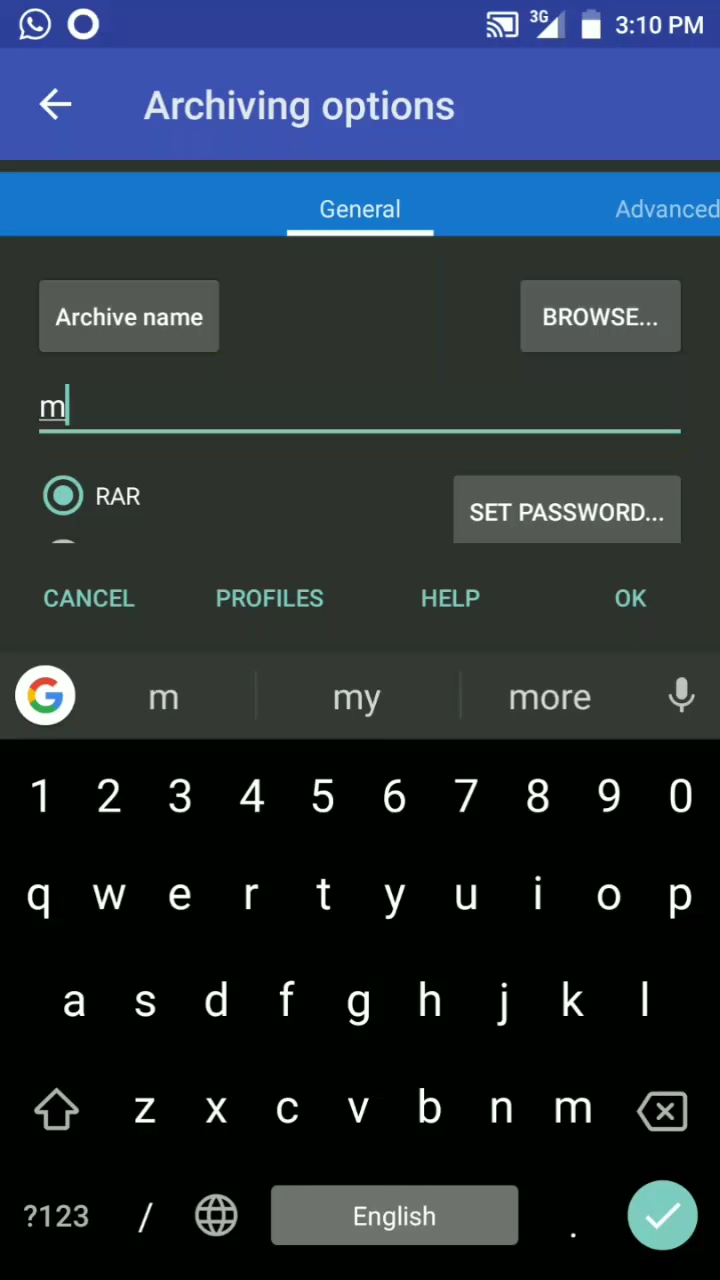 3G 3:10 PM
Archiving options
General Advanced
Archive name BROWSE...
m
RAR SET PASSWORD...
CANCEL PROFILES HELP OK
m my more
1 2 3 4 5 6 7 8 9 0
q w e r t y u i o p
a s d f g h j k l
z x c v b n m
?123 / English .